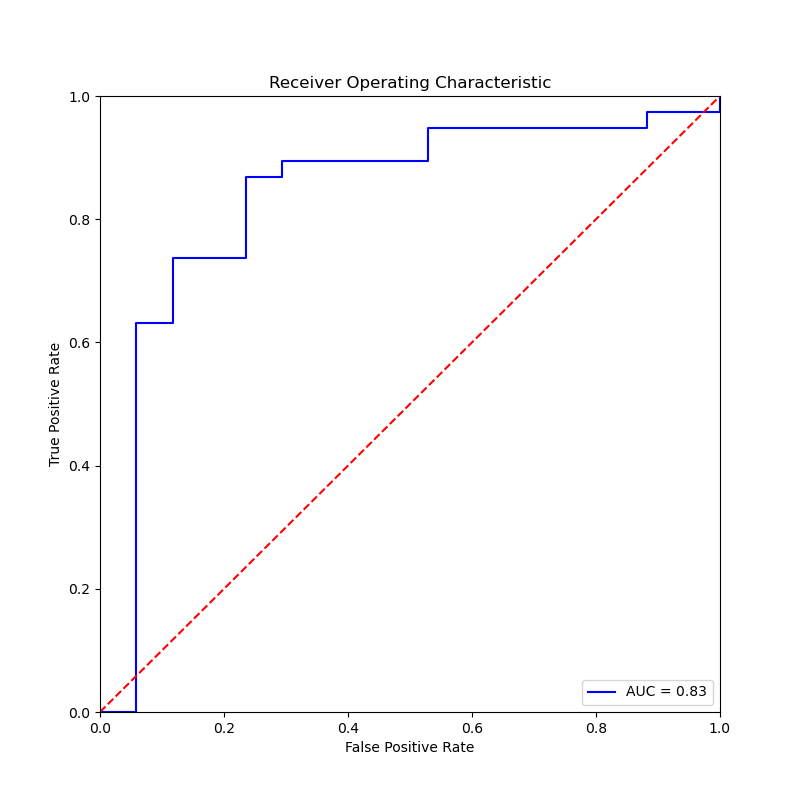 Receiver Operating Characteristic
1.0
0.8
0.6
0.4
0.2
0.0
True Positive Rate
AUC = 0.83
0.0 0.2 0.4 0.6 0.8 1.0
False Positive Rate